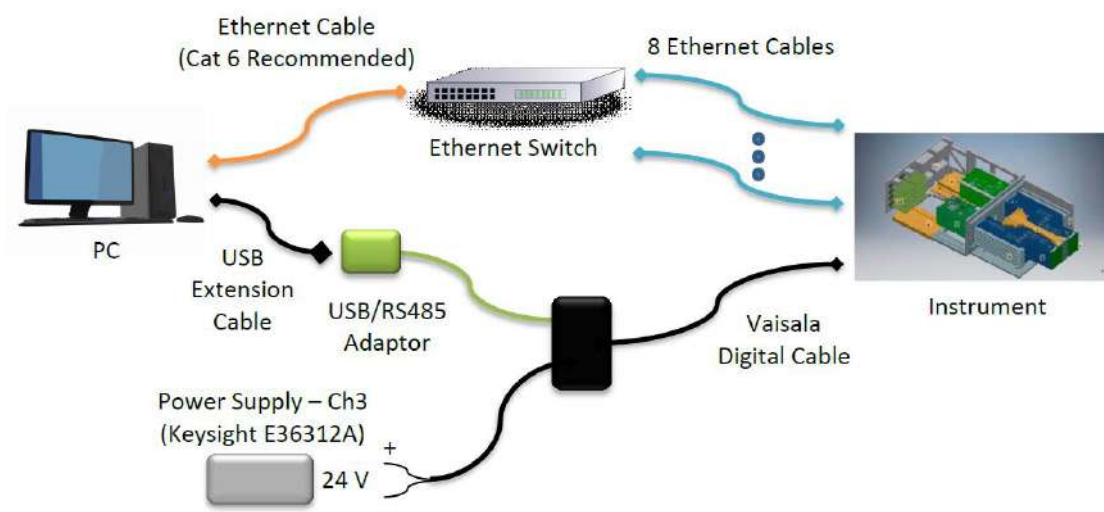 Ethernet Cable
(Cat 6 Recommended)
8 Ethernet Cables
Ethernet Switch
PC
USB
Extension
Cable
USB/RS485
Adaptor
Instrument
Vaisala
Digital Cable
Power Supply – Ch3
(Keysight E36312A)
+
24 V